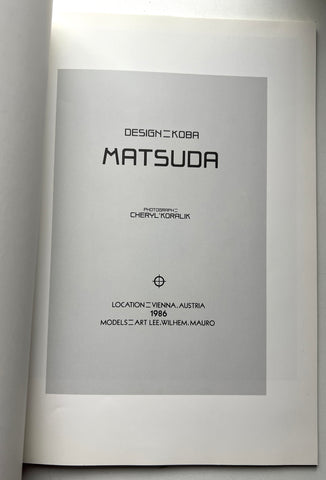 DESIGN=KOBA
MATSUDA
PHOTOGRAPH=
CHERYL KORALIK
LOCATION=VIENNA.AUSTRIA
1986
MODELS=ART LEE.WILHEM.MAURO